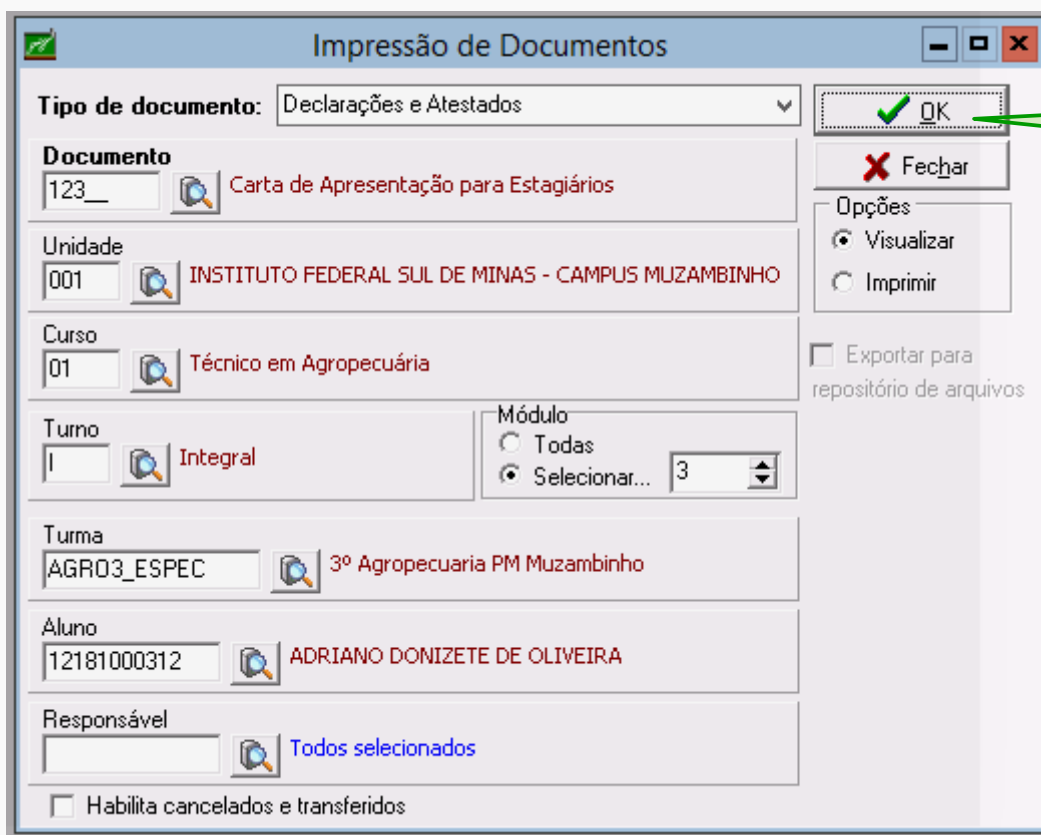 Impressão de Documentos
Tipo de documento: Declarações e Atestados
OK
Documento
123__ Carta de Apresentação para Estagiários
Fechar
Opções
Visualizar
Imprimir
Unidade
001 INSTITUTO FEDERAL SUL DE MINAS - CAMPUS MUZAMBINHO
Curso
01 Técnico em Agropecuária
Exportar para
repositório de arquivos
Turno
I Integral
Módulo
Todas
Selecionar... 3
Turma
AGRO3_ESPEC 3º Agropecuaria PM Muzambinho
Aluno
12181000312 ADRIANO DONIZETE DE OLIVEIRA
Responsável
Todos selecionados
Habilita cancelados e transferidos